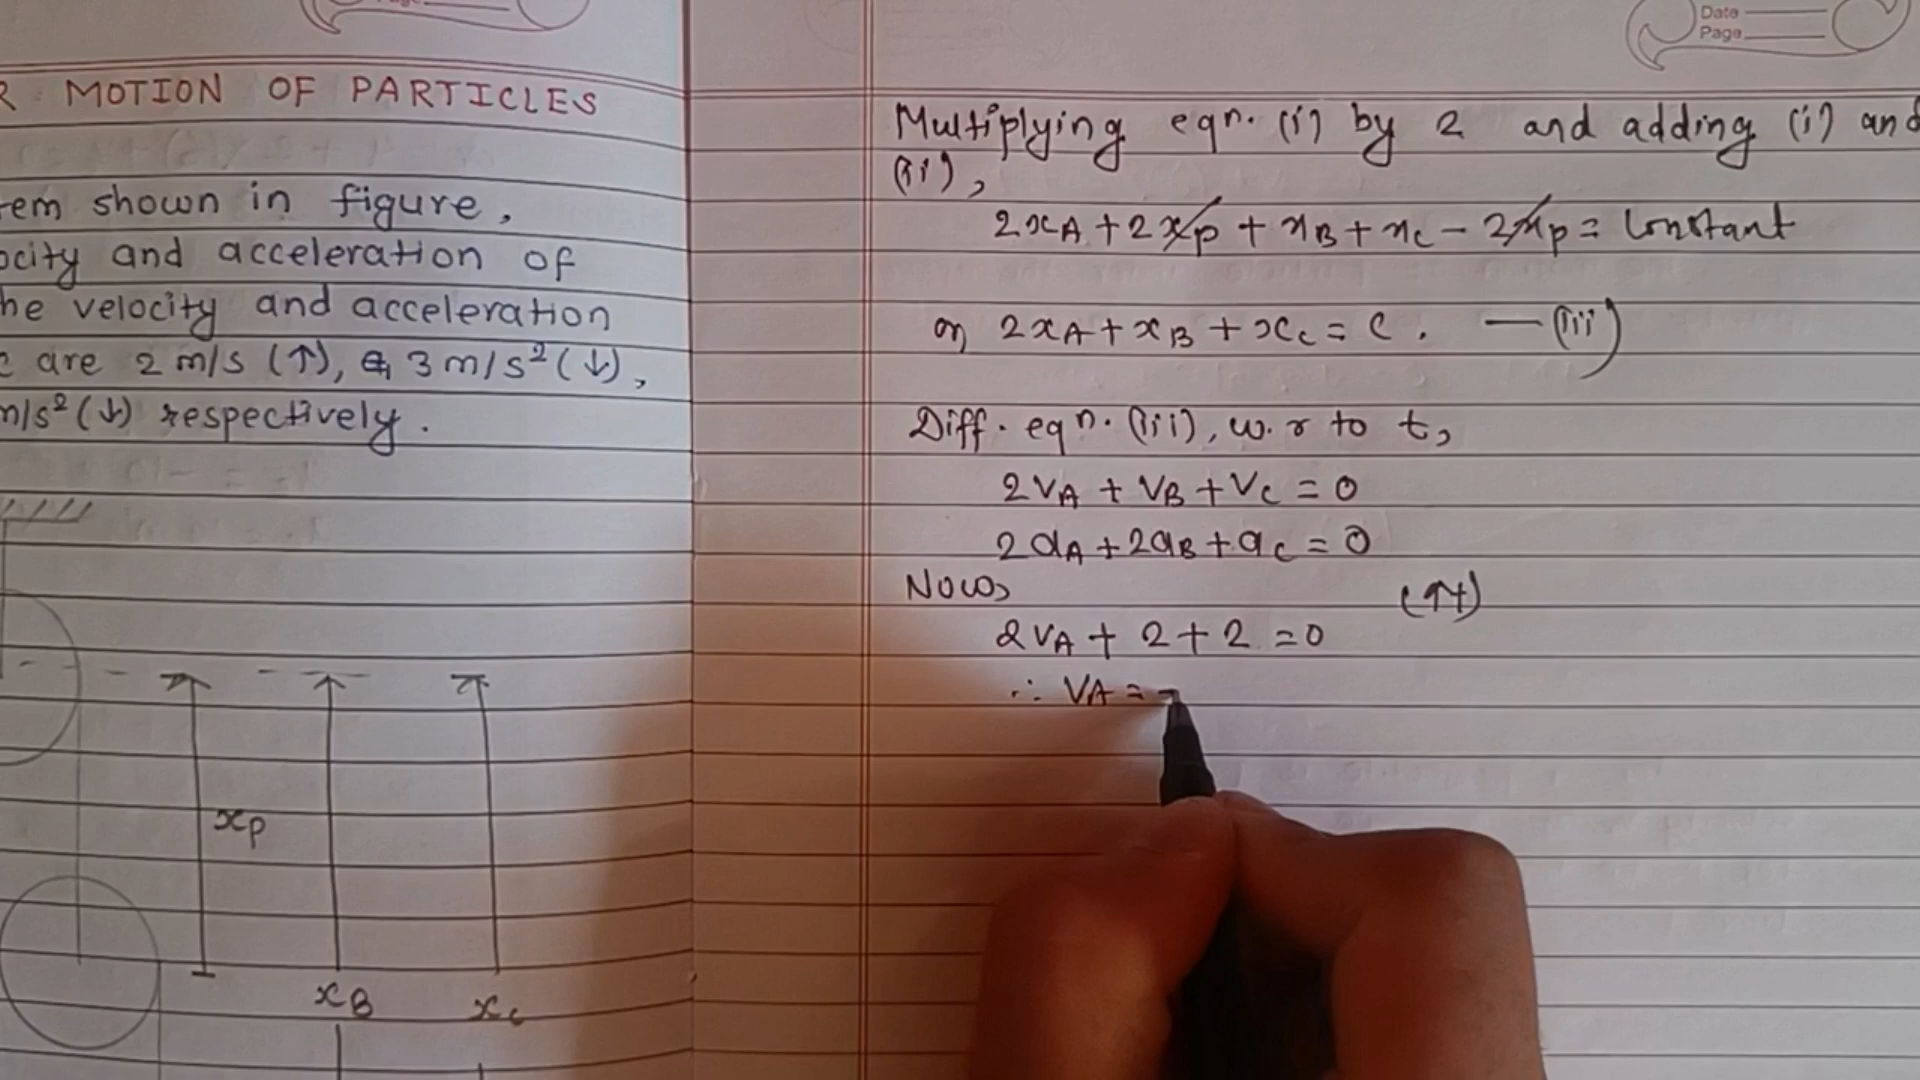 MOTION OF PARTICLES
shown in figure,
and acceleration of
velocity and acceleration
are 2 m/s (↑), 3 m/s² (↓),
m/s² (↓) respectively.
xP
xB
xC
Date
Page
Multiplying eqn. (i) by 2 and adding (i) and
(ii),
2xA + 2xp + xB + xC - 2xp = Constant
or 2xA + xB + xC = C. — (iii)
Diff. eqn. (iii), w. r to t,
2VA + VB + VC = 0
2aA + 2aB + aC = 0
Now,
(↑+)
2VA + 2 + 2 = 0
∴ VA = -